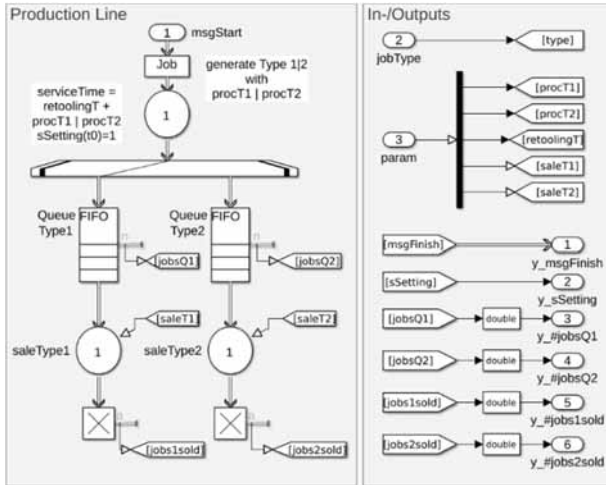 Production Line
1
msgStart
Job
generate Type 1|2
with
procT1 | procT2
serviceTime =
retoolingT +
procT1 | procT2
sSetting(t0)=1
1
Queue
Type1
FIFO
n
[jobsQ1]
Queue
Type2
FIFO
n
[jobsQ2]
[saleT1]
saleType1
1
[saleT2]
saleType2
1
n
[jobs1sold]
n
[jobs2sold]
In-/Outputs
2
jobType
[type]
3
param
[procT1]
[procT2]
[retoolingT]
[saleT1]
[saleT2]
[msgFinish]
1
y_msgFinish
[sSetting]
2
y_sSetting
[jobsQ1]
double
3
y_#jobsQ1
[jobsQ2]
double
4
y_#jobsQ2
[jobs1sold]
double
5
y_#jobs1sold
[jobs2sold]
double
6
y_#jobs2sold